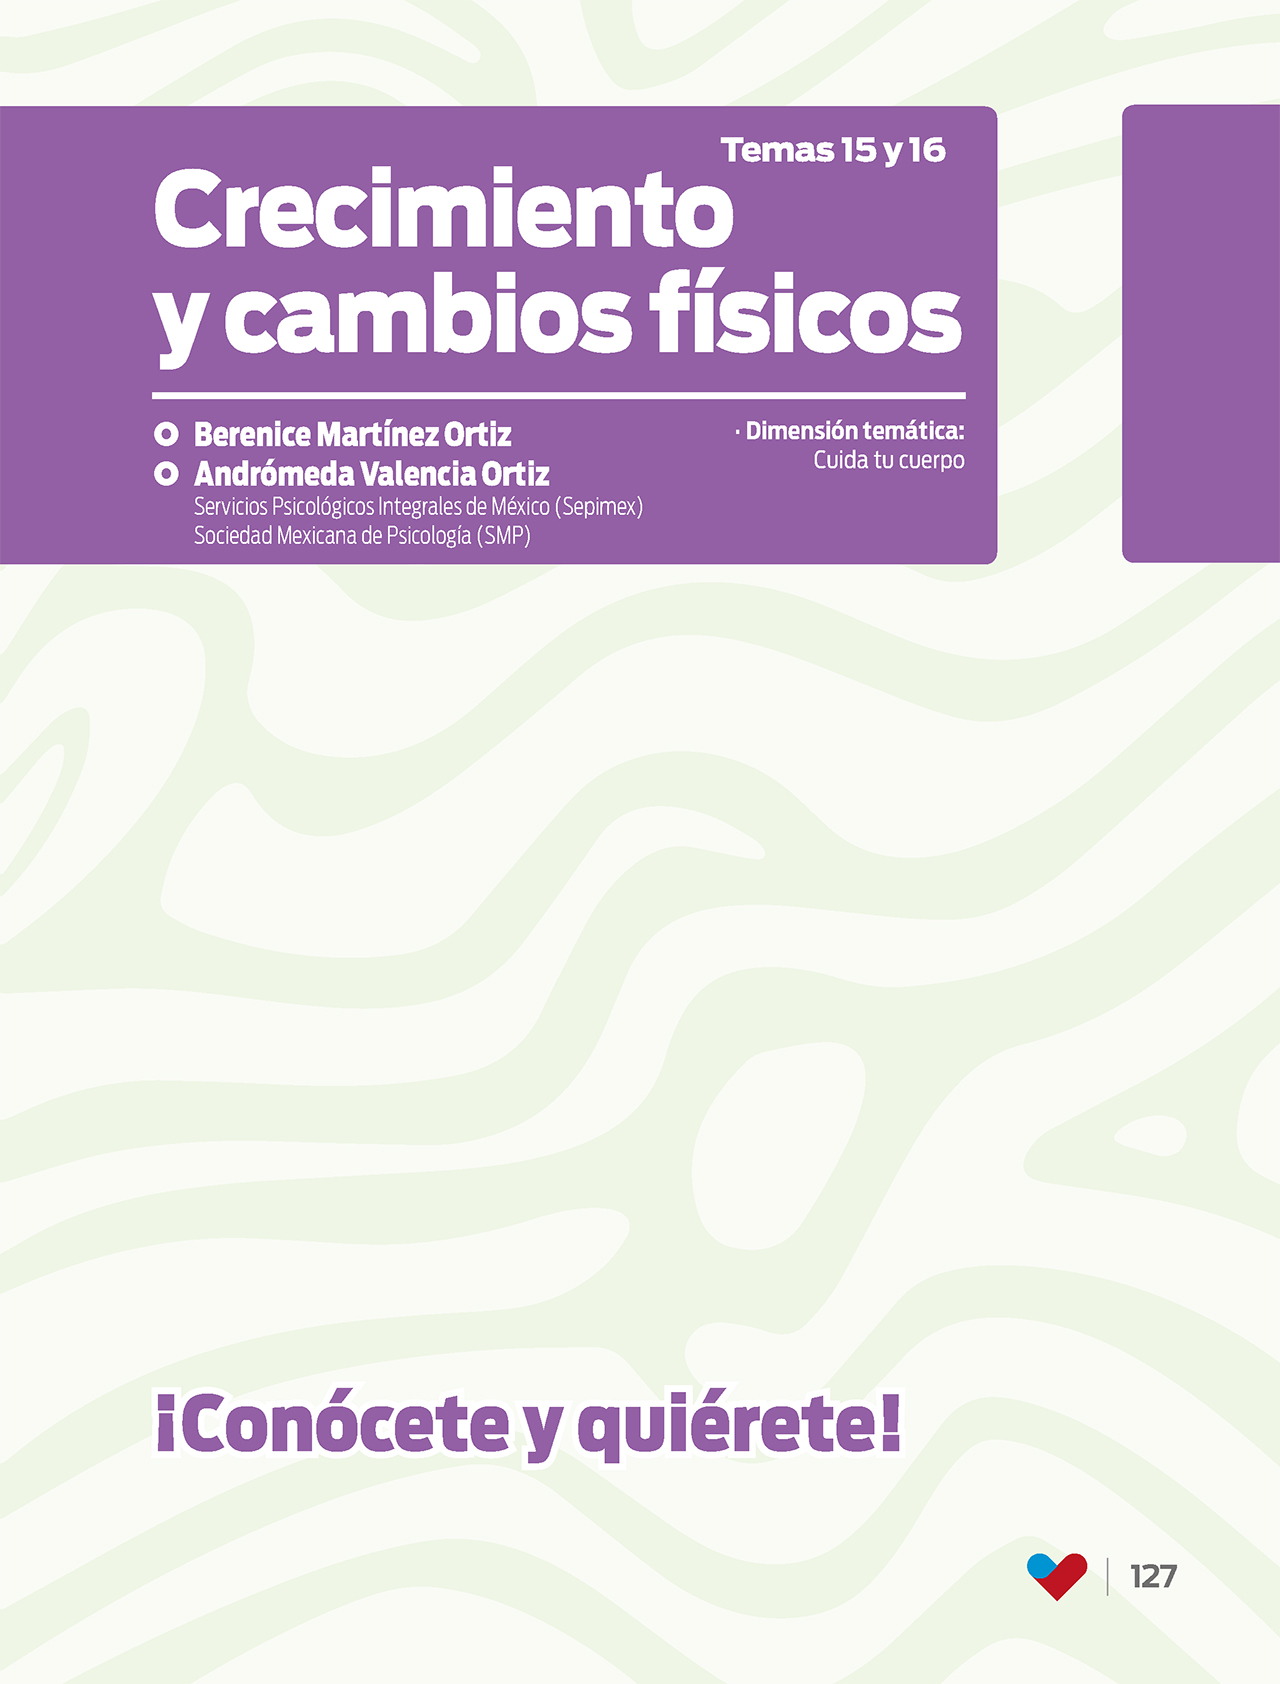 Temas 15 y 16
Crecimiento
y cambios físicos
Berenice Martínez Ortiz
Andrómeda Valencia Ortiz
Servicios Psicológicos Integrales de México (Sepimex)
Sociedad Mexicana de Psicología (SMP)
· Dimensión temática:
Cuida tu cuerpo
¡Conócete y quiérete!
127